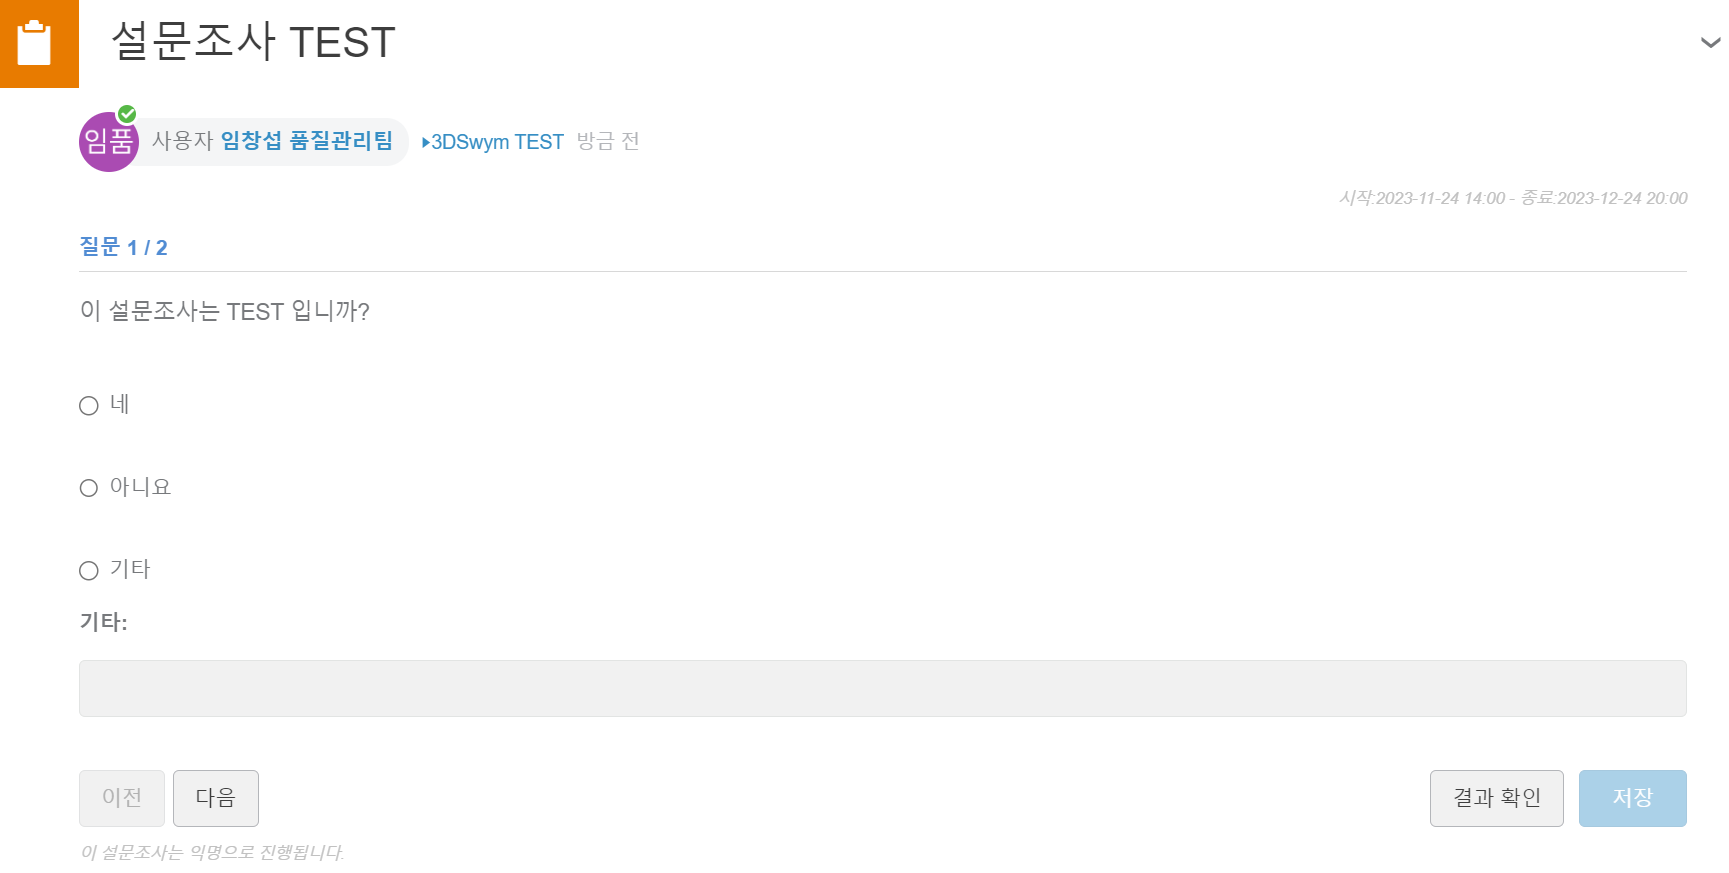 설문조사 TEST
임품 사용자 임창섭 품질관리팀 3DSwym TEST 방금 전
시작:2023-11-24 14:00 - 종료:2023-12-24 20:00
질문 1 / 2
이 설문조사는 TEST 입니까?
네
아니요
기타
기타:
이전 다음 결과 확인 저장
이 설문조사는 익명으로 진행됩니다.